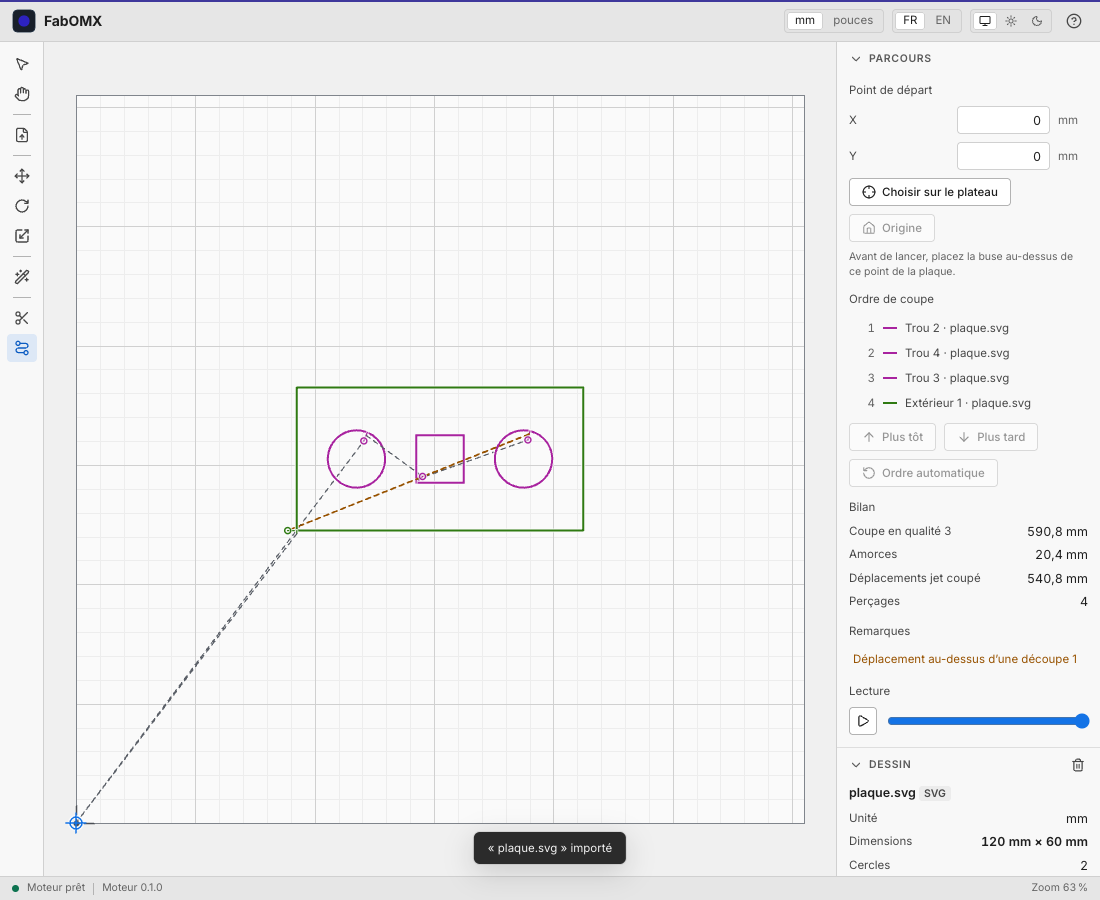 FabOMX
mm pouces FR EN
PARCOURS
Point de départ
X 0 mm
Y 0 mm
Choisir sur le plateau
Origine
Avant de lancer, placez la buse au-dessus de
ce point de la plaque.
Ordre de coupe
1 Trou 2 · plaque.svg
2 Trou 4 · plaque.svg
3 Trou 3 · plaque.svg
4 Extérieur 1 · plaque.svg
Plus tôt Plus tard
Ordre automatique
Bilan
Coupe en qualité 3 590,8 mm
Amorces 20,4 mm
Déplacements jet coupé 540,8 mm
Perçages 4
Remarques
Déplacement au-dessus d’une découpe 1
Lecture
DESSIN
plaque.svg SVG
Unité mm
Dimensions 120 mm × 60 mm
Cercles 2
« plaque.svg » importé
Moteur prêt Moteur 0.1.0 Zoom 63 %